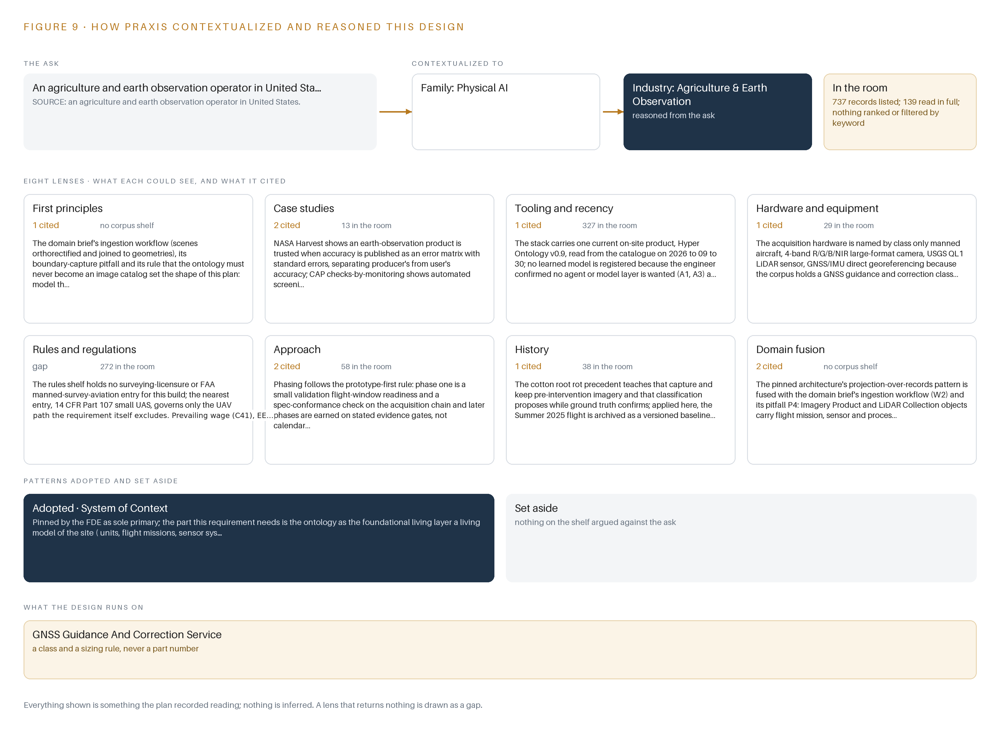 FIGURE 9 · HOW PRAXIS CONTEXTUALIZED AND REASONED THIS DESIGN
THE ASK
An agriculture and earth observation operator in United Sta...
SOURCE: an agriculture and earth observation operator in United States.
CONTEXTUALIZED TO
Family: Physical AI
Industry: Agriculture & Earth
Observation
reasoned from the ask
In the room
737 records listed; 139 read in full;
nothing ranked or filtered by
keyword
EIGHT LENSES · WHAT EACH COULD SEE, AND WHAT IT CITED
First principles
1 cited no corpus shelf
The domain brief's ingestion workflow (scenes
orthorectified and joined to geometries), its
boundary-capture pitfall and its rule that the ontology must
never become an image catalog set the shape of this plan:
model th...
Case studies
2 cited 13 in the room
NASA Harvest shows an earth-observation product is
trusted when accuracy is published as an error matrix with
standard errors, separating producer's from user's
accuracy; CAP checks-by-monitoring shows automated
screeni...
Tooling and recency
1 cited 327 in the room
The stack carries one current on-site product, Hyper
Ontology v0.9, read from the catalogue on 2026 to 09 to
30; no learned model is registered because the engineer
confirmed no agent or model layer is wanted (A1, A3) a...
Hardware and equipment
1 cited 29 in the room
The acquisition hardware is named by class only manned
aircraft, 4-band R/G/B/NIR large-format camera, USGS QL1
LiDAR sensor, GNSS/IMU direct georeferencing because
the corpus holds a GNSS guidance and correction class...
Rules and regulations
gap 272 in the room
The rules shelf holds no surveying-licensure or FAA
manned-survey-aviation entry for this build; the nearest
entry, 14 CFR Part 107 small UAS, governs only the UAV
path the requirement itself excludes. Prevailing wage (C41), EE...
Approach
2 cited 58 in the room
Phasing follows the prototype-first rule: phase one is a
small validation flight-window readiness and a
spec-conformance check on the acquisition chain and later
phases are earned on stated evidence gates, not
calendar...
History
1 cited 38 in the room
The cotton root rot precedent teaches that capture and
keep pre-intervention imagery and that classification
proposes while ground truth confirms; applied here, the
Summer 2025 flight is archived as a versioned baseline...
Domain fusion
2 cited no corpus shelf
The pinned architecture's projection-over-records pattern is
fused with the domain brief's ingestion workflow (W2) and
its pitfall P4: Imagery Product and LiDAR Collection objects
carry flight mission, sensor and proces...
PATTERNS ADOPTED AND SET ASIDE
Adopted · System of Context
Pinned by the FDE as sole primary; the part this requirement needs is the ontology as the foundational living layer a living
model of the site ( units, flight missions, sensor sys...
Set aside
nothing on the shelf argued against the ask
WHAT THE DESIGN RUNS ON
GNSS Guidance And Correction Service
a class and a sizing rule, never a part number
Everything shown is something the plan recorded reading; nothing is inferred. A lens that returns nothing is drawn as a gap.